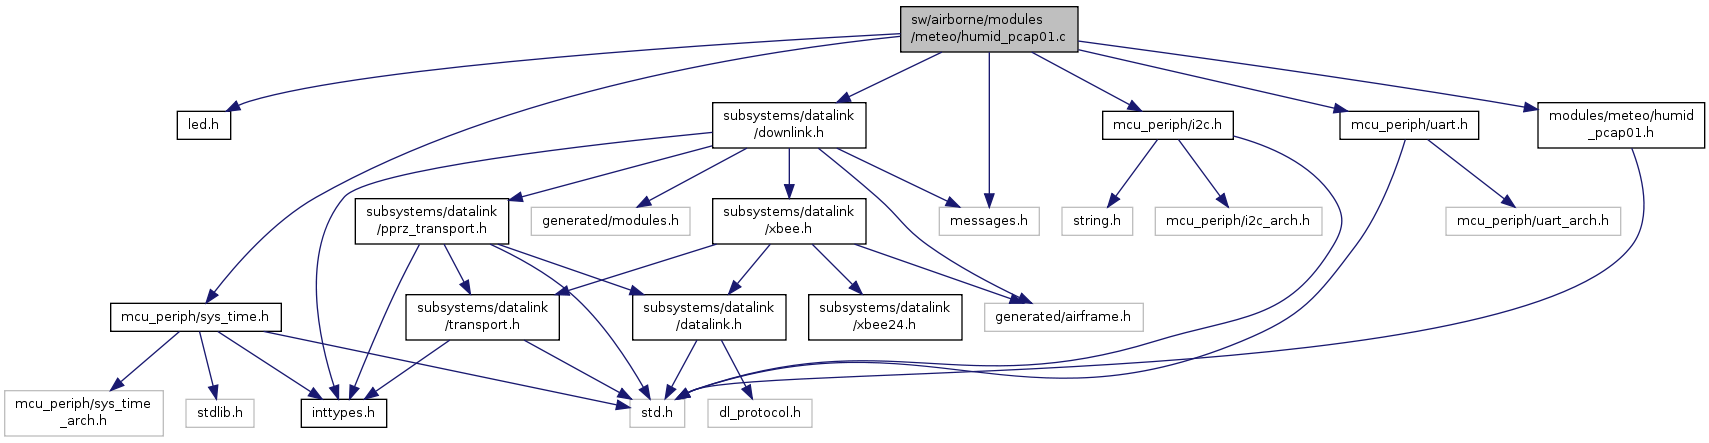 sw/airborne/modules
/meteo/humid_pcap01.c
led.h
subsystems/datalink
/downlink.h
mcu_periph/i2c.h
mcu_periph/uart.h
modules/meteo/humid
_pcap01.h
subsystems/datalink
/pprz_transport.h
generated/modules.h
subsystems/datalink
/xbee.h
messages.h
string.h
mcu_periph/i2c_arch.h
mcu_periph/uart_arch.h
mcu_periph/sys_time.h
subsystems/datalink
/transport.h
subsystems/datalink
/datalink.h
subsystems/datalink
/xbee24.h
generated/airframe.h
mcu_periph/sys_time
_arch.h
stdlib.h
inttypes.h
std.h
dl_protocol.h